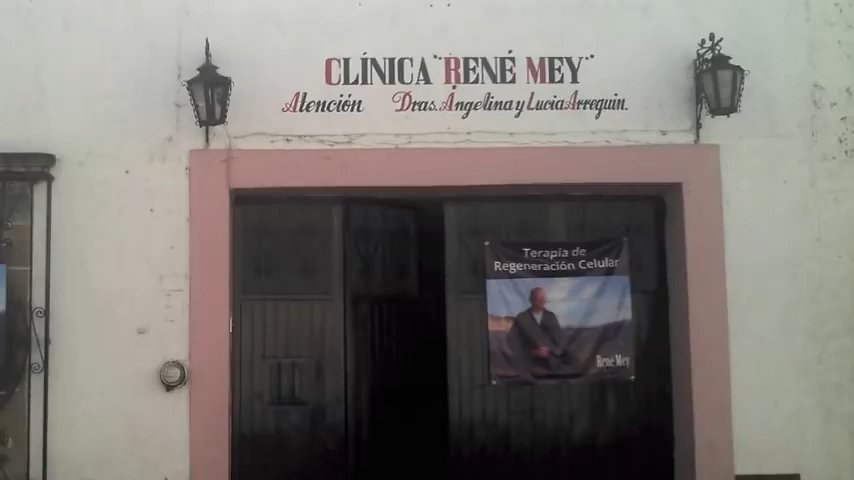 CLÍNICA "RENÉ MEY"
Atención Dras. Angelina y Lucia Arreguin.
Terapia de
Regeneración Celular
René Mey